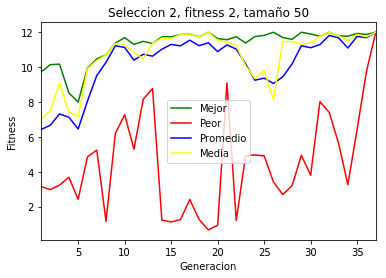 Seleccion 2, fitness 2, tamaño 50
Fitness
12
10
8
6
4
2
Mejor
Peor
Promedio
Media
5 10 15 20 25 30 35
Generacion